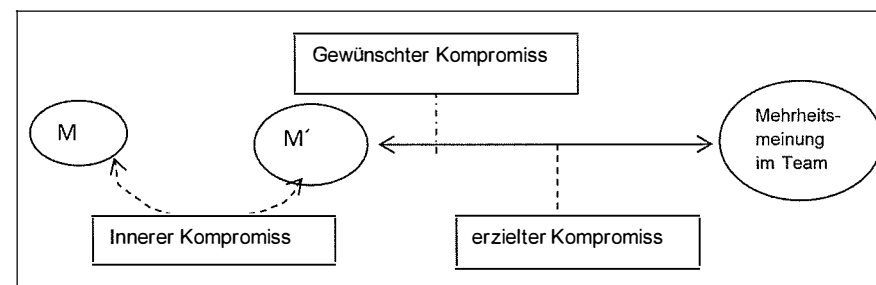 Gewünschter Kompromiss
M
M´
Mehrheits-
meinung
im Team
Innerer Kompromiss
erzielter Kompromiss